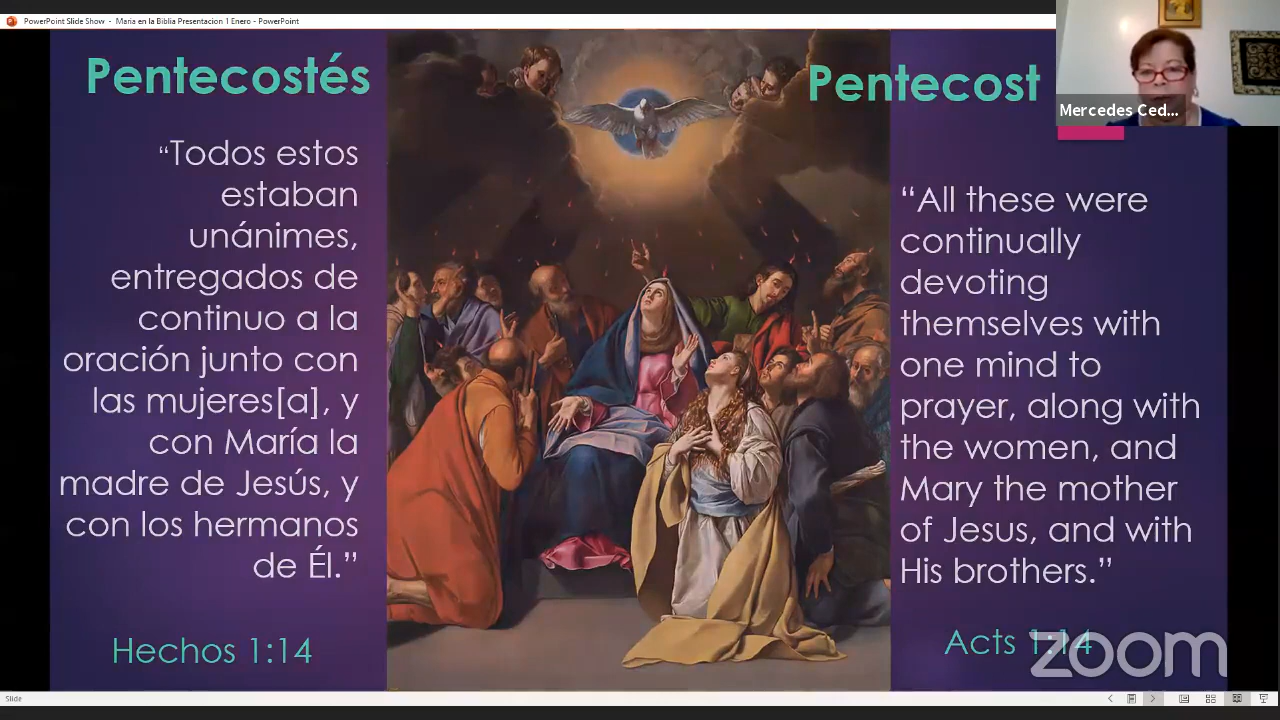 PowerPoint Slide Show - Maria en la Biblia Presentacion 1 Enero - PowerPoint
Pentecostés
“Todos estos
estaban
unánimes,
entregados de
continuo a la
oración junto con
las mujeres[a], y
con María la
madre de Jesús, y
con los hermanos
de Él.”
Hechos 1:14
Pentecost
“All these were
continually
devoting
themselves with
one mind to
prayer, along with
the women, and
Mary the mother
of Jesus, and with
His brothers.”
Acts 1:14
Mercedes Ced...
zoom
Slide